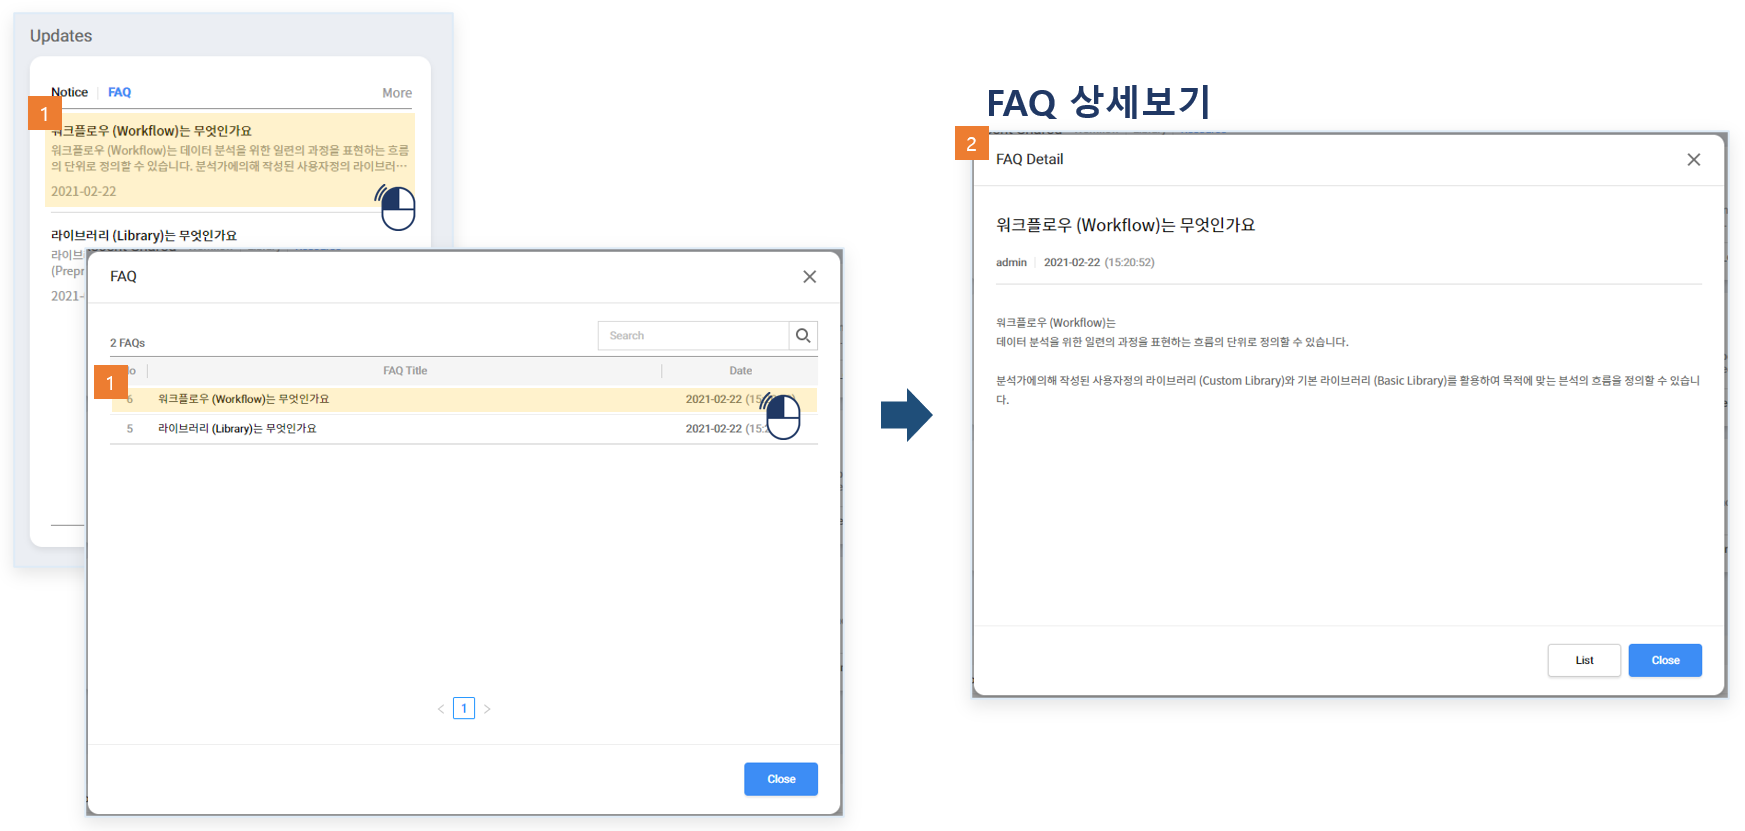 Updates
Notice FAQ More
1
워크플로우 (Workflow)는 무엇인가요
워크플로우 (Workflow)는 데이터 분석을 위한 일련의 과정을 표현하는 흐름
의 단위로 정의할 수 있습니다. 분석가에의해 작성된 사용자정의 라이브러리…
2021-02-22
라이브러리 (Library)는 무엇인가요
라이브
(Prepr
2021-
FAQ
2 FAQs
Search
FAQ Title Date
1
6 워크플로우 (Workflow)는 무엇인가요 2021-02-22 (15
5 라이브러리 (Library)는 무엇인가요 2021-02-22 (15:2
< 1 >
Close
FAQ 상세보기
2
FAQ Detail
워크플로우 (Workflow)는 무엇인가요
admin 2021-02-22 (15:20:52)
워크플로우 (Workflow)는
데이터 분석을 위한 일련의 과정을 표현하는 흐름의 단위로 정의할 수 있습니다.
분석가에의해 작성된 사용자정의 라이브러리 (Custom Library)와 기본 라이브러리 (Basic Library)를 활용하여 목적에 맞는 분석의 흐름을 정의할 수 있습니
다.
List Close